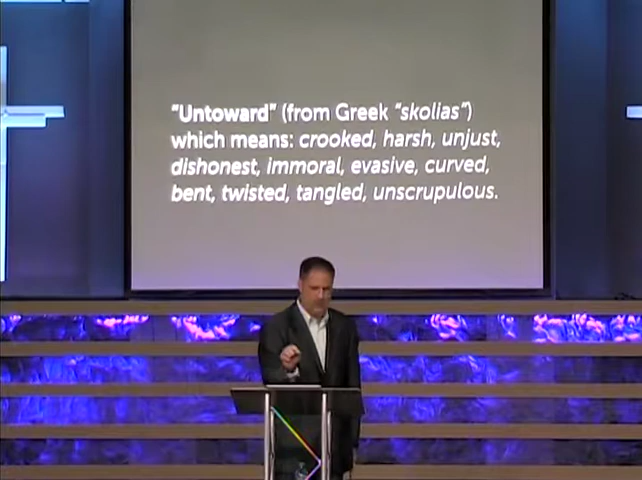 "Untoward" (from Greek "skolias")
which means: crooked, harsh, unjust,
dishonest, immoral, evasive, curved,
bent, twisted, tangled, unscrupulous.